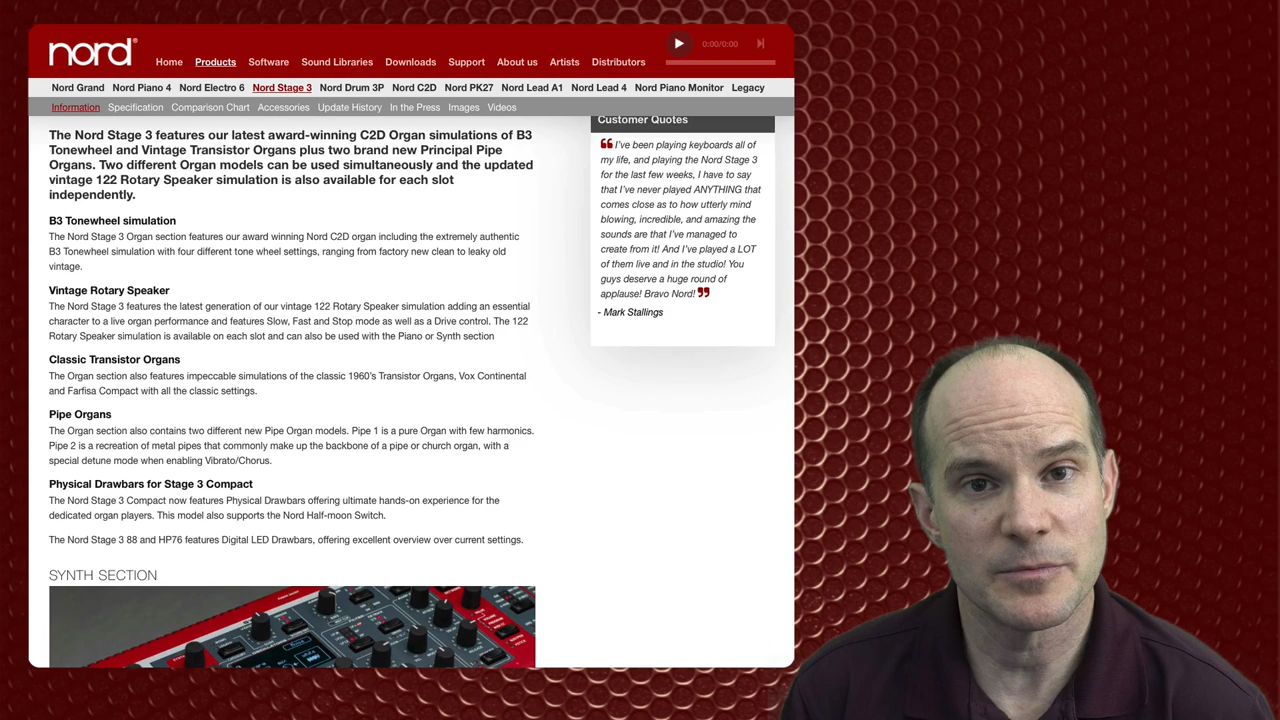 nord
Home Products Software Sound Libraries Downloads Support About us Artists Distributors
0:00/0:00
Nord Grand Nord Piano 4 Nord Electro 6 Nord Stage 3 Nord Drum 3P Nord C2D Nord PK27 Nord Lead A1 Nord Lead 4 Nord Piano Monitor Legacy
Information Specification Comparison Chart Accessories Update History In the Press Images Videos
The Nord Stage 3 features our latest award-winning C2D Organ simulations of B3
Tonewheel and Vintage Transistor Organs plus two brand new Principal Pipe
Organs. Two different Organ models can be used simultaneously and the updated
vintage 122 Rotary Speaker simulation is also available for each slot
independently.
B3 Tonewheel simulation
The Nord Stage 3 Organ section features our award winning Nord C2D organ including the extremely authentic
B3 Tonewheel simulation with four different tone wheel settings, ranging from factory new clean to leaky old
vintage.
Vintage Rotary Speaker
The Nord Stage 3 features the latest generation of our vintage 122 Rotary Speaker simulation adding an essential
character to a live organ performance and features Slow, Fast and Stop mode as well as a Drive control. The 122
Rotary Speaker simulation is available on each slot and can also be used with the Piano or Synth section
Classic Transistor Organs
The Organ section also features impeccable simulations of the classic 1960's Transistor Organs, Vox Continental
and Farfisa Compact with all the classic settings.
Pipe Organs
The Organ section also contains two different new Pipe Organ models. Pipe 1 is a pure Organ with few harmonics.
Pipe 2 is a recreation of metal pipes that commonly make up the backbone of a pipe or church organ, with a
special detune mode when enabling Vibrato/Chorus.
Physical Drawbars for Stage 3 Compact
The Nord Stage 3 Compact now features Physical Drawbars offering ultimate hands-on experience for the
dedicated organ players. This model also supports the Nord Half-moon Switch.
The Nord Stage 3 88 and HP76 features Digital LED Drawbars, offering excellent overview over current settings.
SYNTH SECTION
Customer Quotes
“ I've been playing keyboards all of
my life, and playing the Nord Stage 3
for the last few weeks, I have to say
that I've never played ANYTHING that
comes close as to how utterly mind
blowing, incredible, and amazing the
sounds are that I've managed to
create from it! And I've played a LOT
of them live and in the studio! You
guys deserve a huge round of
applause! Bravo Nord! ”
- Mark Stallings